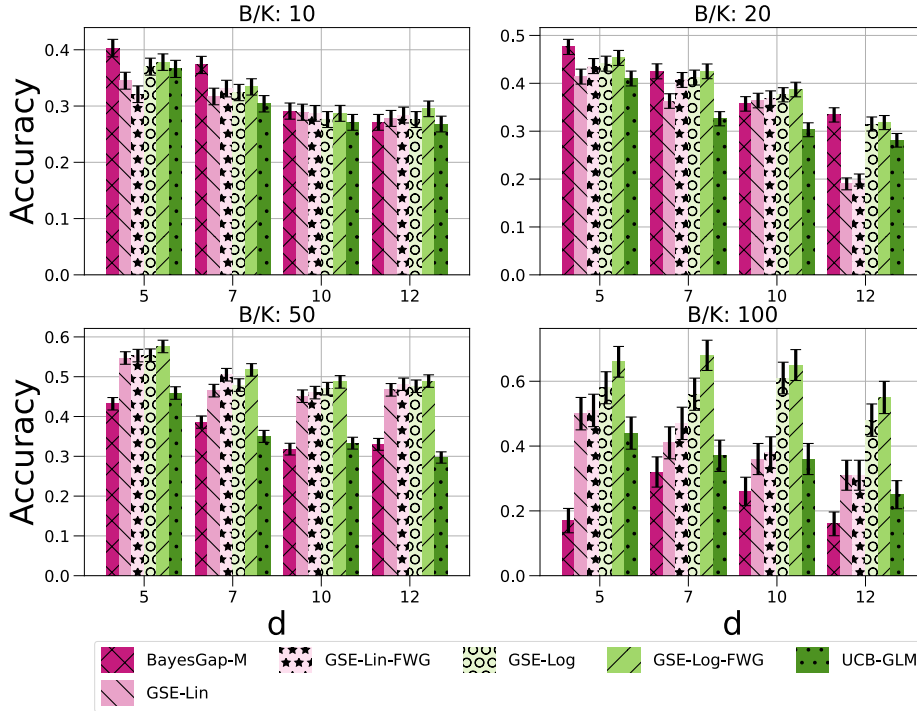 B/K: 10
B/K: 20
Accuracy
0.4
0.3
0.2
0.1
0.0
5
7
10
12
0.5
0.4
0.3
0.2
0.1
0.0
5
7
10
12
B/K: 50
B/K: 100
Accuracy
0.6
0.5
0.4
0.3
0.2
0.1
0.0
5
7
10
12
d
0.6
0.4
0.2
0.0
5
7
10
12
d
BayesGap-M
GSE-Lin-FWG
GSE-Log
GSE-Log-FWG
UCB-GLM
GSE-Lin